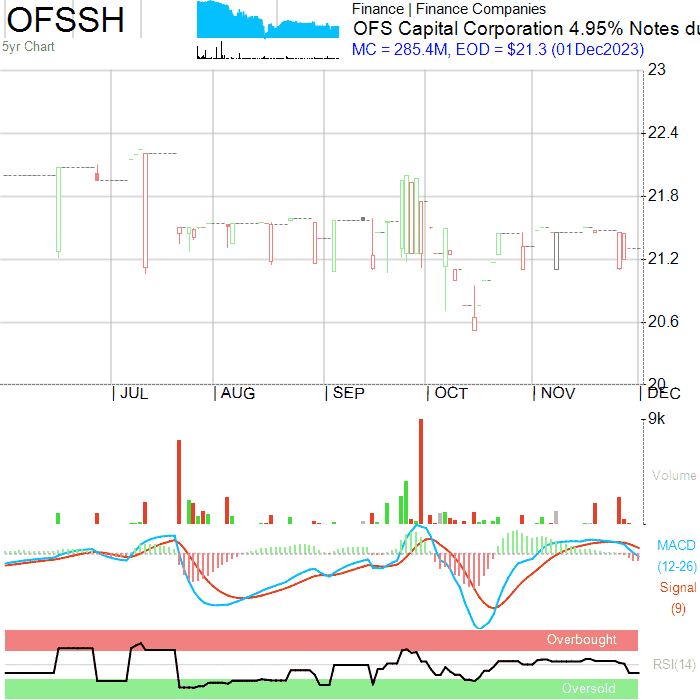 OFSSH
Finance | Finance Companies
OFS Capital Corporation 4.95% Notes du
5yr Chart
MC = 285.4M, EOD = $21.3 (01Dec2023)
23
22.4
21.8
21.2
20.6
20
| JUL | AUG | SEP | OCT | NOV | DEC
9k
Volume
MACD
(12-26)
Signal
(9)
Overbought
RSI(14)
Oversold